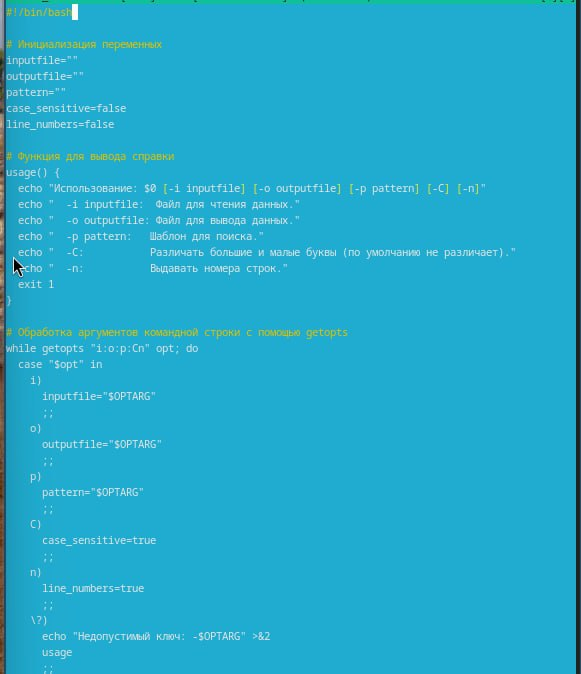 #!/bin/bash
# Инициализация переменных
inputfile=""
outputfile=""
pattern=""
case_sensitive=false
line_numbers=false
# Функция для вывода справки
usage() {
  echo "Использование: $0 [-i inputfile] [-o outputfile] [-p pattern] [-C] [-n]"
  echo "  -i inputfile:  Файл для чтения данных."
  echo "  -o outputfile: Файл для вывода данных."
  echo "  -p pattern:   Шаблон для поиска."
  echo "  -C:           Различать большие и малые буквы (по умолчанию не различает)."
  echo "  -n:           Выдавать номера строк."
  exit 1
}
# Обработка аргументов командной строки с помощью getopts
while getopts "i:o:p:Cn" opt; do
  case "$opt" in
    i)
      inputfile="$OPTARG"
      ;;
    o)
      outputfile="$OPTARG"
      ;;
    p)
      pattern="$OPTARG"
      ;;
    C)
      case_sensitive=true
      ;;
    n)
      line_numbers=true
      ;;
    \?)
      echo "Недопустимый ключ: -$OPTARG" >&2
      usage
      ;;